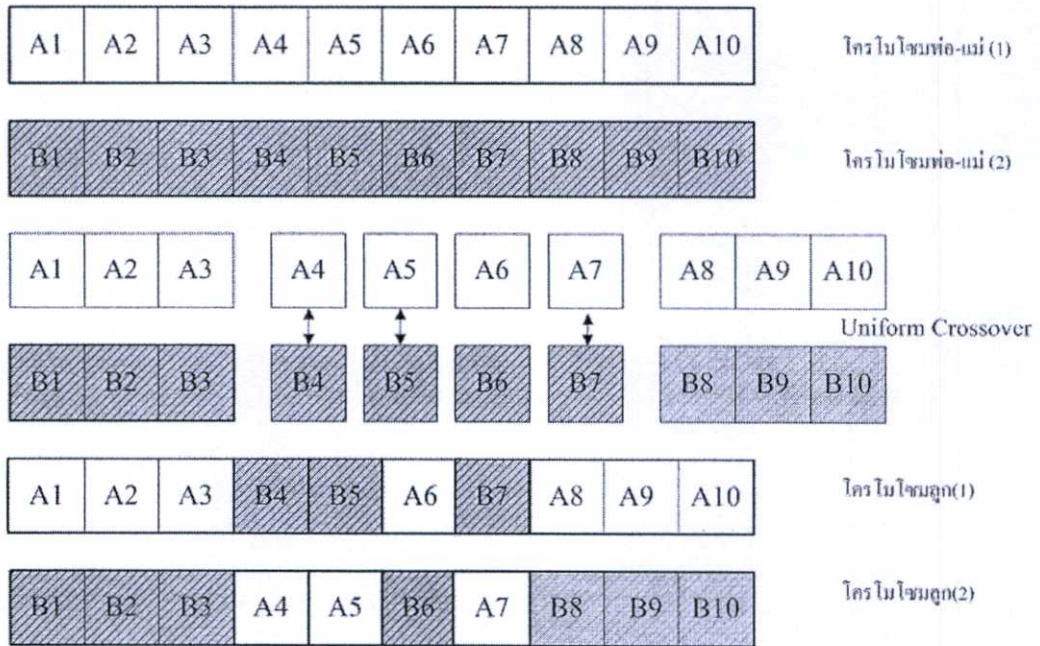 A1 A2 A3 A4 A5 A6 A7 A8 A9 A10 โครโมโซมพ่อ-แม่ (1)
B1 B2 B3 B4 B5 B6 B7 B8 B9 B10 โครโมโซมพ่อ-แม่ (2)
A1 A2 A3 A4 A5 A6 A7 A8 A9 A10
Uniform Crossover
B1 B2 B3 B4 B5 B6 B7 B8 B9 B10
A1 A2 A3 B4 B5 A6 B7 A8 A9 A10 โครโมโซมลูก(1)
B1 B2 B3 A4 A5 B6 A7 B8 B9 B10 โครโมโซมลูก(2)